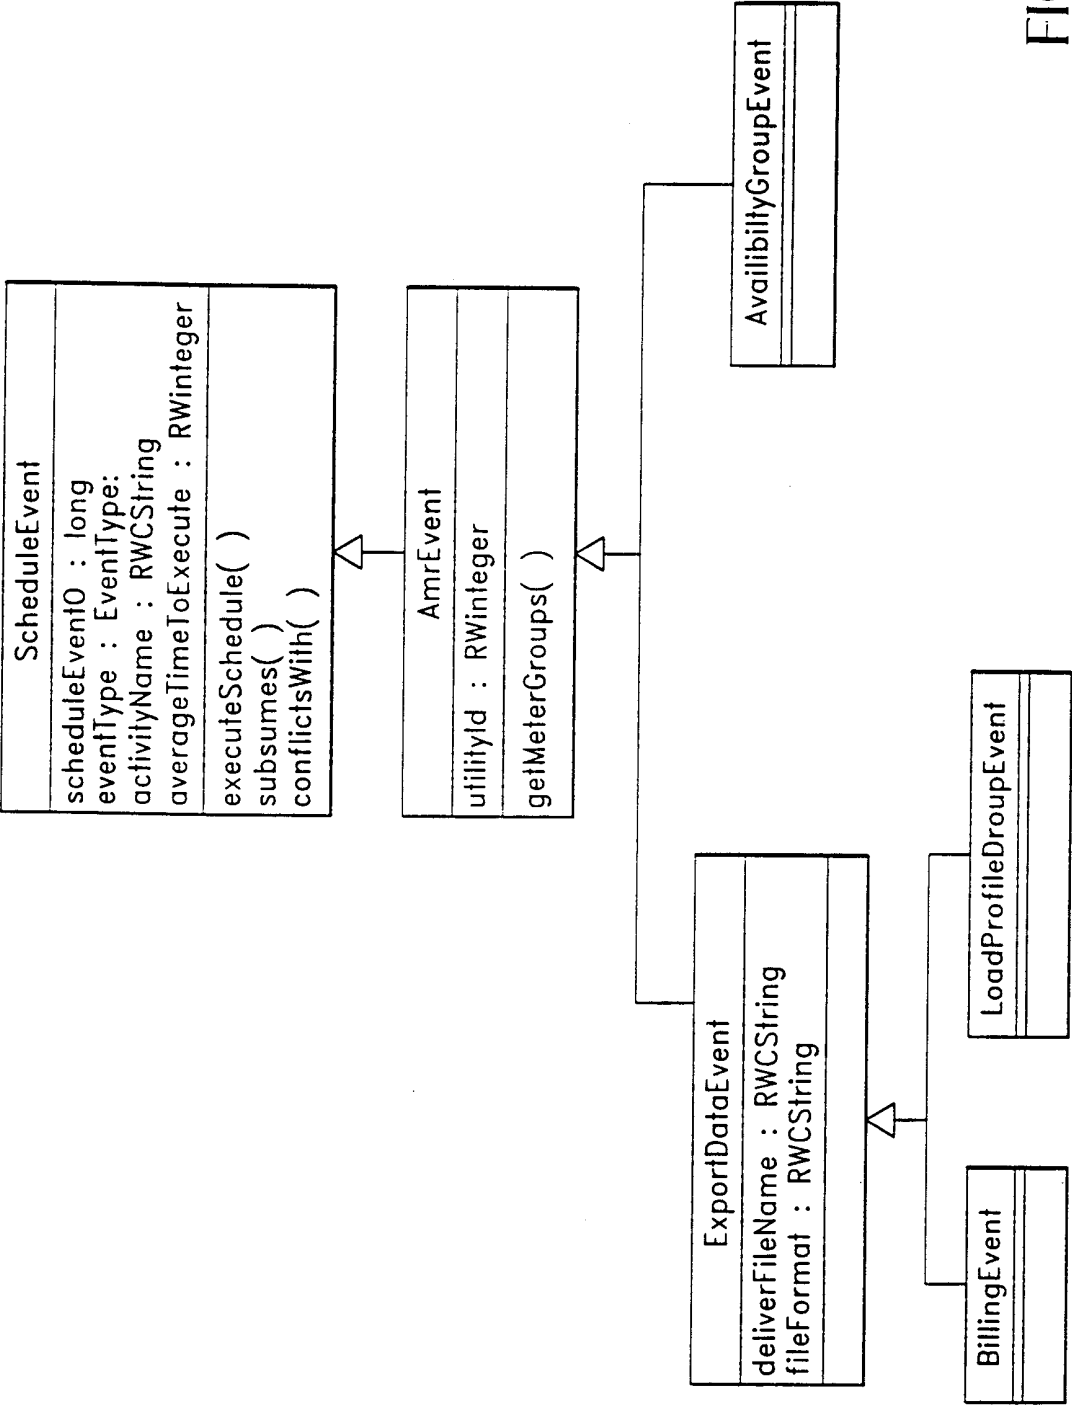 ScheduleEvent
scheduleEventO : long
eventType : EventType:
activityName : RWCString
averageTimeToExecute : RWinteger
executeSchedule( )
subsumes( )
conflictsWith( )
AmrEvent
utilityId : RWinteger
getMeterGroups( )
ExportDataEvent
deliverFileName : RWCString
fileFormat : RWCString
AvailibiltyGroupEvent
BillingEvent
LoadProfileDroupEvent